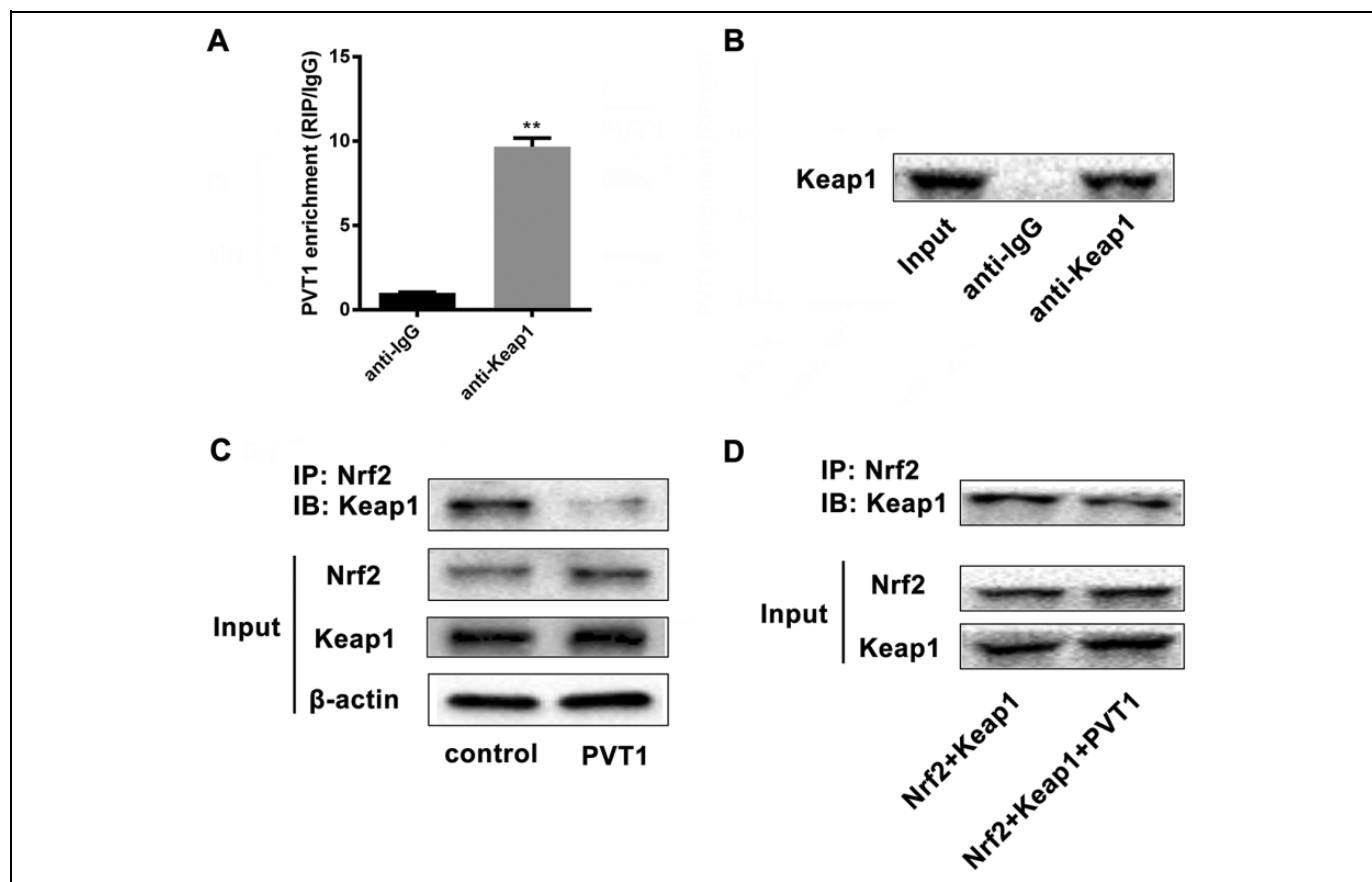 A
PVT1 enrichment (RIP/IgG)
15
10
5
0
**
anti-IgG
anti-Keap1
B
Keap1
Input
anti-IgG
anti-Keap1
C
IP: Nrf2
IB: Keap1
Input
Nrf2
Keap1
β-actin
control
PVT1
D
IP: Nrf2
IB: Keap1
Input
Nrf2
Keap1
Nrf2+Keap1
Nrf2+Keap1+PVT1